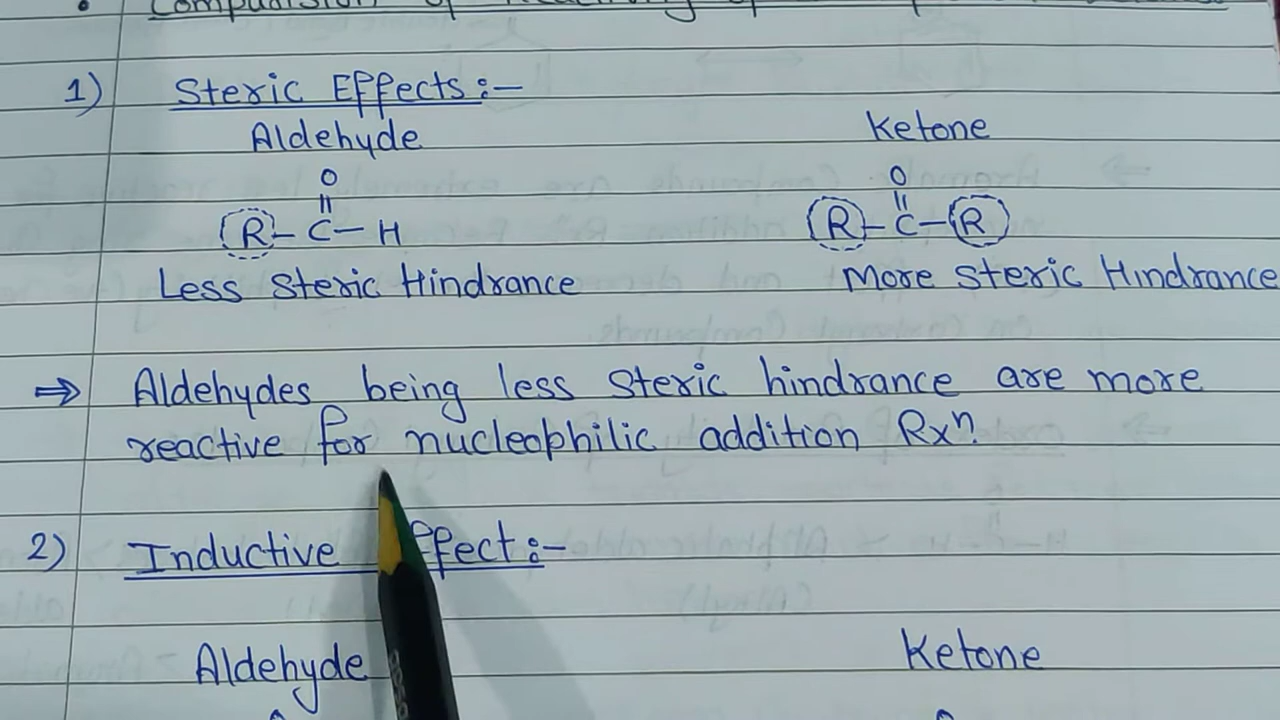 of
1) Steric Effects:-
Aldehyde Ketone
O O
|| ||
R-C-H R-C-R
Less Steric Hindrance More Steric Hindrance
⇒ Aldehydes being less steric hindrance are more
reactive for nucleophilic addition Rxn.
2) Inductive Effect:-
Aldehyde Ketone